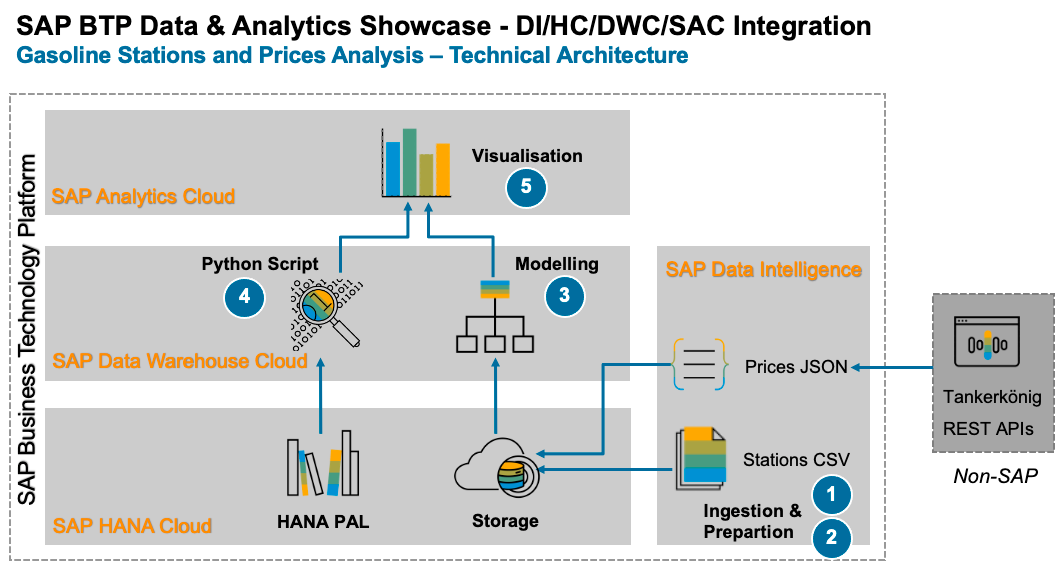 SAP BTP Data & Analytics Showcase - DI/HC/DWC/SAC Integration
Gasoline Stations and Prices Analysis – Technical Architecture
SAP Business Technology Platform
Visualisation
5
SAP Analytics Cloud
Python Script
4
Modelling
3
SAP Data Warehouse Cloud
SAP Data Intelligence
Prices JSON
Stations CSV
1
Ingestion &
Prepartion
2
HANA PAL
Storage
SAP HANA Cloud
Tankerkönig
REST APIs
Non-SAP